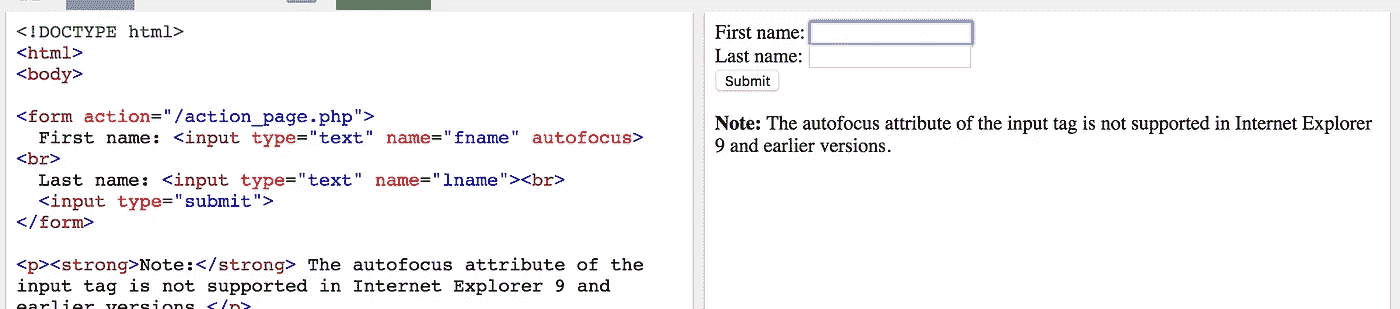 <!DOCTYPE html>
<html>
<body>
<form action="/action_page.php">
  First name: <input type="text" name="fname" autofocus>
<br>
  Last name: <input type="text" name="lname"><br>
  <input type="submit">
</form>
<p><strong>Note:</strong> The autofocus attribute of the
input tag is not supported in Internet Explorer 9 and
earlier versions.</p>
First name:
Last name:
Submit
Note: The autofocus attribute of the input tag is not supported in Internet Explorer
9 and earlier versions.